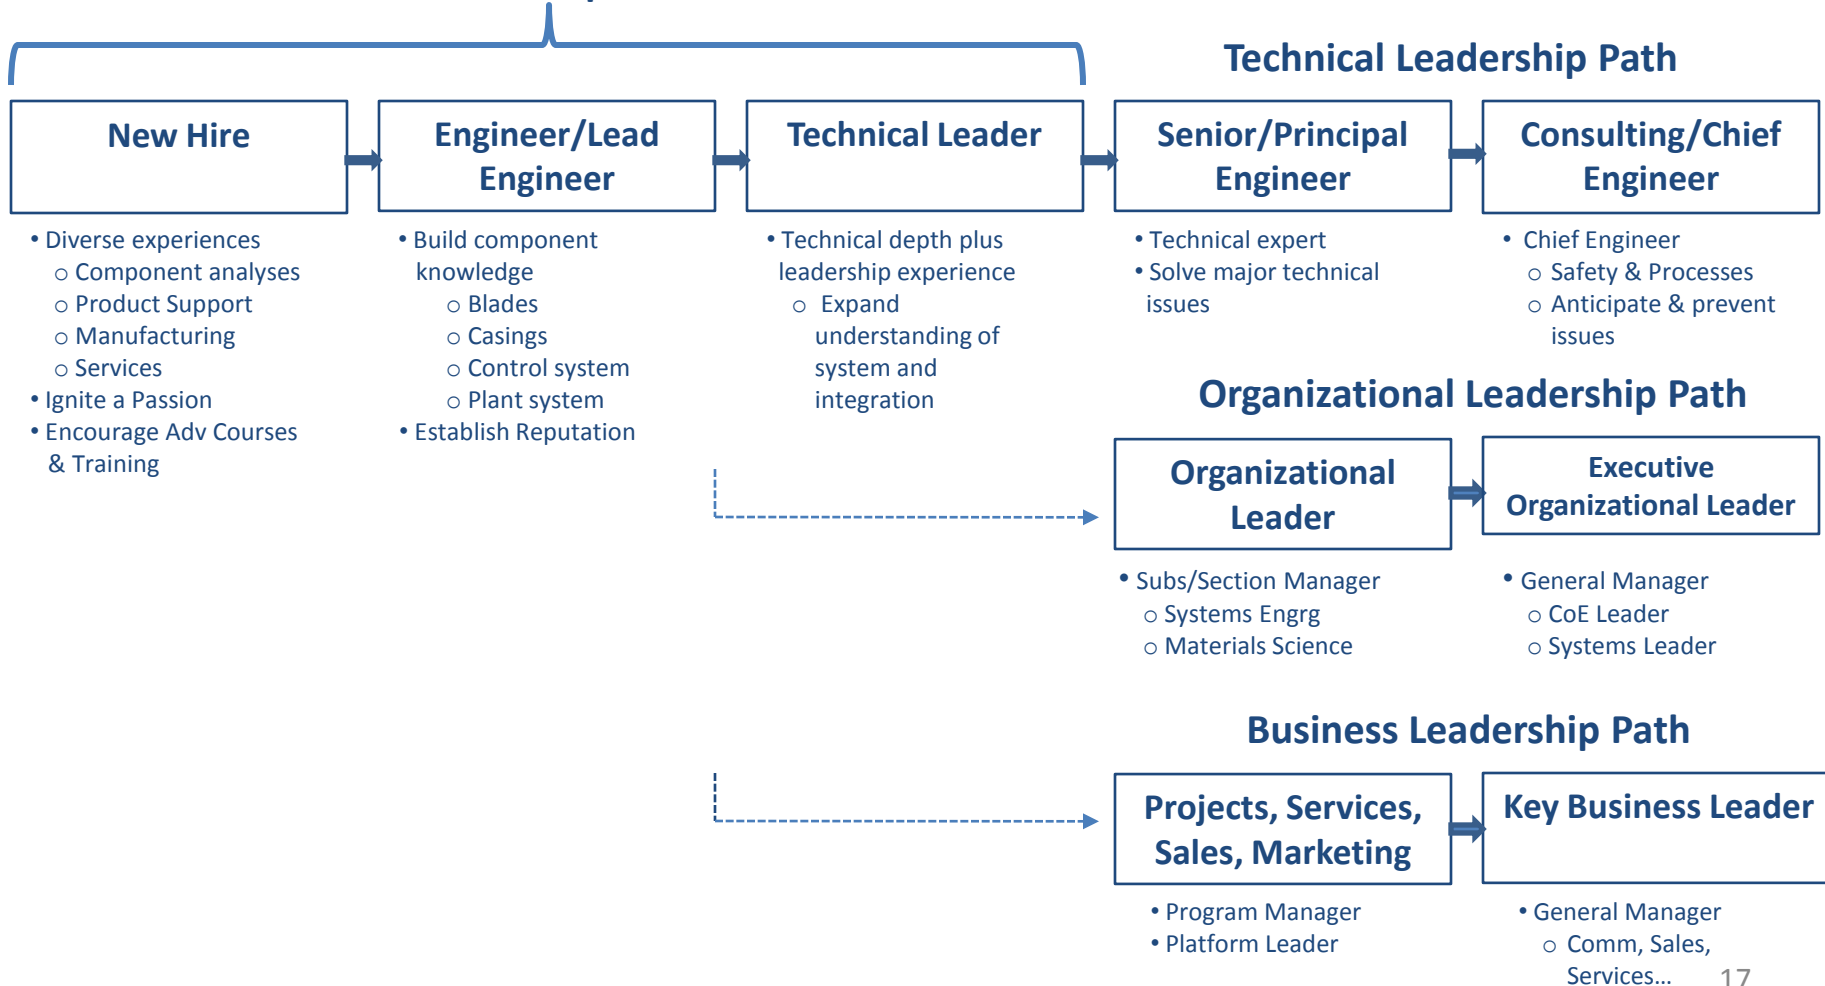 Technical Leadership Path
New Hire
Engineer/Lead
Engineer
Technical Leader
Senior/Principal
Engineer
Consulting/Chief
Engineer
• Diverse experiences
o Component analyses
o Product Support
o Manufacturing
o Services
• Ignite a Passion
• Encourage Adv Courses
& Training
• Build component
knowledge
o Blades
o Casings
o Control system
o Plant system
• Establish Reputation
• Technical depth plus
leadership experience
o Expand
understanding of
system and
integration
• Technical expert
• Solve major technical
issues
• Chief Engineer
o Safety & Processes
o Anticipate & prevent
issues
Organizational Leadership Path
Organizational
Leader
Executive
Organizational Leader
• Subs/Section Manager
o Systems Engrg
o Materials Science
• General Manager
o CoE Leader
o Systems Leader
Business Leadership Path
Projects, Services,
Sales, Marketing
Key Business Leader
• Program Manager
• Platform Leader
• General Manager
o Comm, Sales,
Services...
17